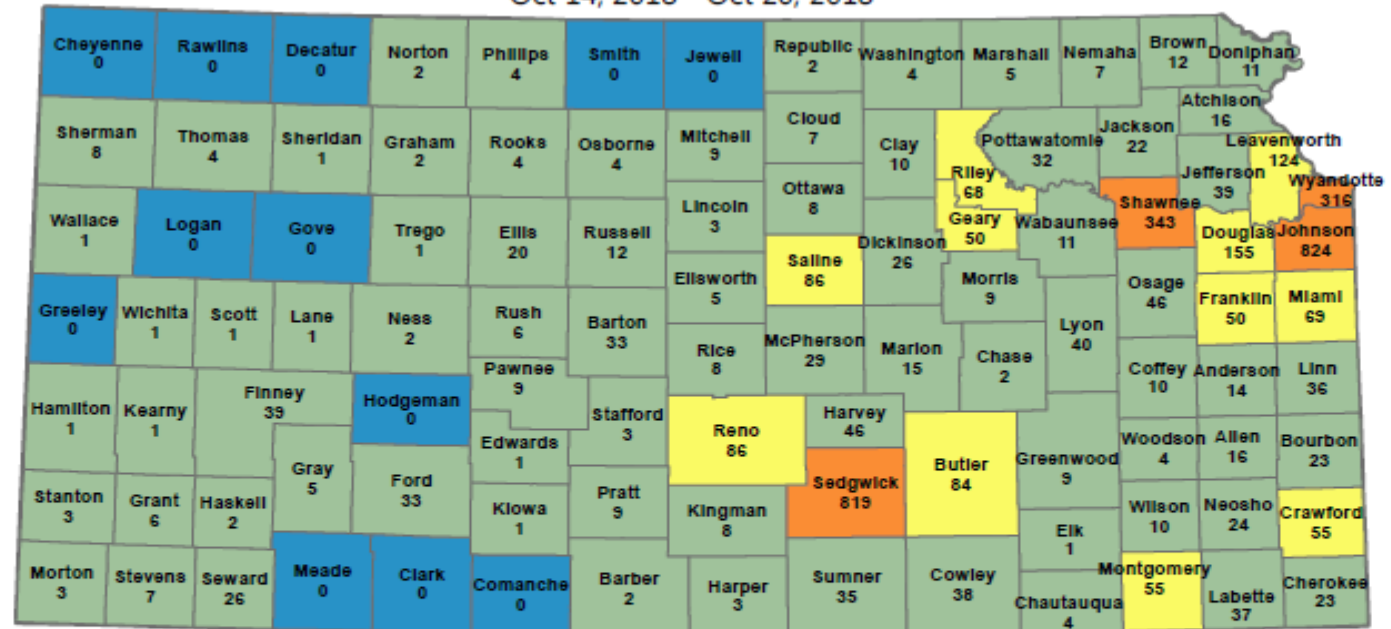 Oct 14, 2018 - Oct 20, 2018
Cheyenne
0
Rawlins
0
Decatur
0
Norton
2
Phillips
4
Smith
0
Jewell
0
Republic
2
Washington
4
Marshall
5
Nemaha
7
Brown
12
Doniphan
11
Sherman
8
Thomas
4
Sheridan
1
Graham
2
Rooks
4
Osborne
4
Mitchell
9
Cloud
7
Clay
10
Riley
68
Pottawatomie
32
Jackson
22
Atchison
16
Jefferson
39
Leavenworth
124
Wyandotte
316
Wallace
1
Logan
0
Gove
0
Trego
1
Ellis
20
Russell
12
Lincoln
3
Ottawa
8
Saline
86
Dickinson
26
Geary
50
Wabaunsee
11
Shawnee
343
Douglas
155
Johnson
824
Greeley
0
Wichita
1
Scott
1
Lane
1
Ness
2
Rush
6
Barton
33
Ellsworth
5
Rice
8
McPherson
29
Marion
15
Morris
9
Chase
2
Lyon
40
Osage
46
Franklin
50
Miami
69
Hamilton
1
Kearny
1
Finney
39
Hodgeman
0
Pawnee
9
Stafford
3
Edwards
1
Reno
86
Harvey
46
Sedgwick
819
Butler
84
Greenwood
9
Coffey
10
Anderson
14
Linn
36
Woodson
4
Allen
16
Bourbon
23
Stanton
3
Grant
6
Haskell
2
Gray
5
Ford
33
Kiowa
1
Pratt
9
Kingman
8
Elk
1
Wilson
10
Neosho
24
Crawford
55
Morton
3
Stevens
7
Seward
26
Meade
0
Clark
0
Comanche
0
Barber
2
Harper
3
Sumner
35
Cowley
38
Chautauqua
4
Montgomery
55
Labette
37
Cherokee
23